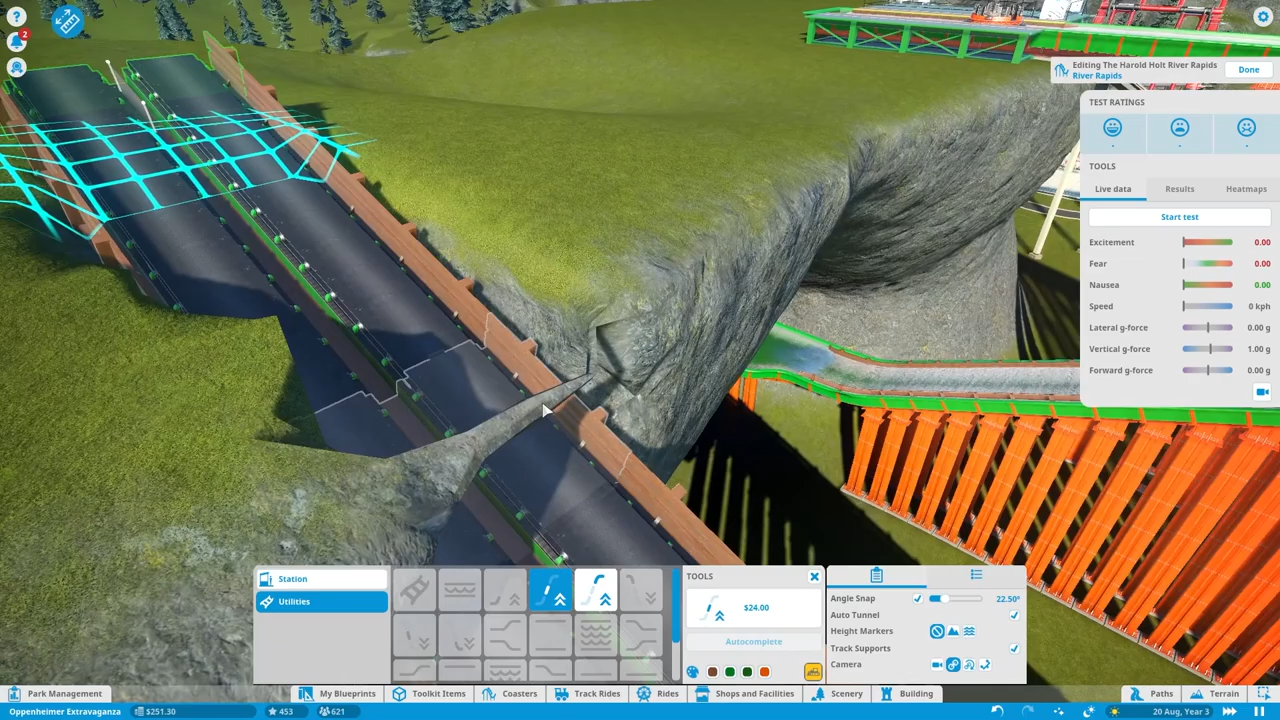 ?
2
Editing The Harold Holt River Rapids
River Rapids
Done
TEST RATINGS
- - -
TOOLS
Live data Results Heatmaps
Start test
Excitement 0.00
Fear 0.00
Nausea 0.00
Speed 0 kph
Lateral g-force 0.00 g
Vertical g-force 1.00 g
Forward g-force 0.00 g
Station
Utilities
TOOLS
$24.00
Autocomplete
Angle Snap 22.50°
Auto Tunnel
Height Markers
Track Supports
Camera
Park Management My Blueprints Toolkit Items Coasters Track Rides Rides Shops and Facilities Scenery Building Paths Terrain
Oppenheimer Extravaganza $251.30 453 621 20 Aug, Year 3